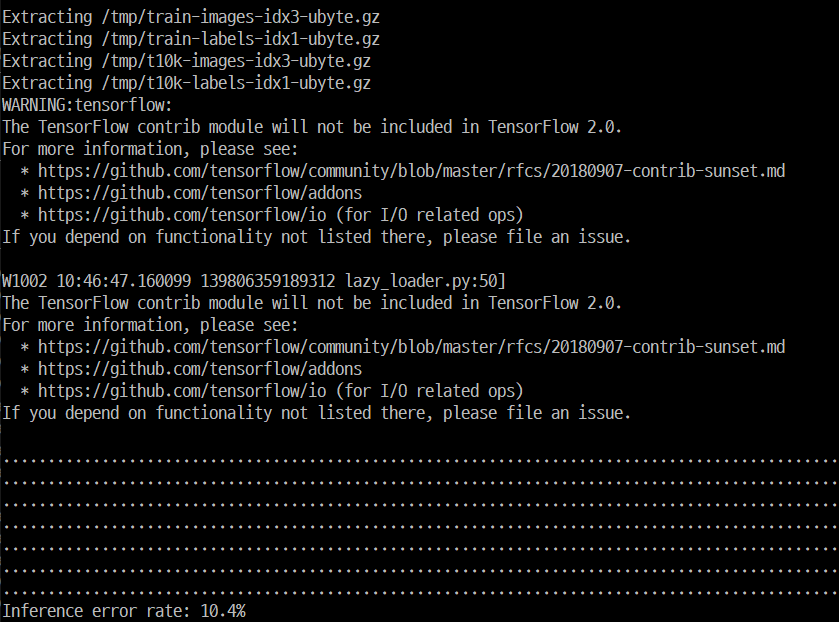 Extracting /tmp/train-images-idx3-ubyte.gz
Extracting /tmp/train-labels-idx1-ubyte.gz
Extracting /tmp/t10k-images-idx3-ubyte.gz
Extracting /tmp/t10k-labels-idx1-ubyte.gz
WARNING:tensorflow:
The TensorFlow contrib module will not be included in TensorFlow 2.0.
For more information, please see:
  * https://github.com/tensorflow/community/blob/master/rfcs/20180907-contrib-sunset.md
  * https://github.com/tensorflow/addons
  * https://github.com/tensorflow/io (for I/O related ops)
If you depend on functionality not listed there, please file an issue.

W1002 10:46:47.160099 139806359189312 lazy_loader.py:50]
The TensorFlow contrib module will not be included in TensorFlow 2.0.
For more information, please see:
  * https://github.com/tensorflow/community/blob/master/rfcs/20180907-contrib-sunset.md
  * https://github.com/tensorflow/addons
  * https://github.com/tensorflow/io (for I/O related ops)
If you depend on functionality not listed there, please file an issue.

.............................................................................................
.............................................................................................
.............................................................................................
.............................................................................................
.............................................................................................
.............................................................................................
.............................................................................................
Inference error rate: 10.4%